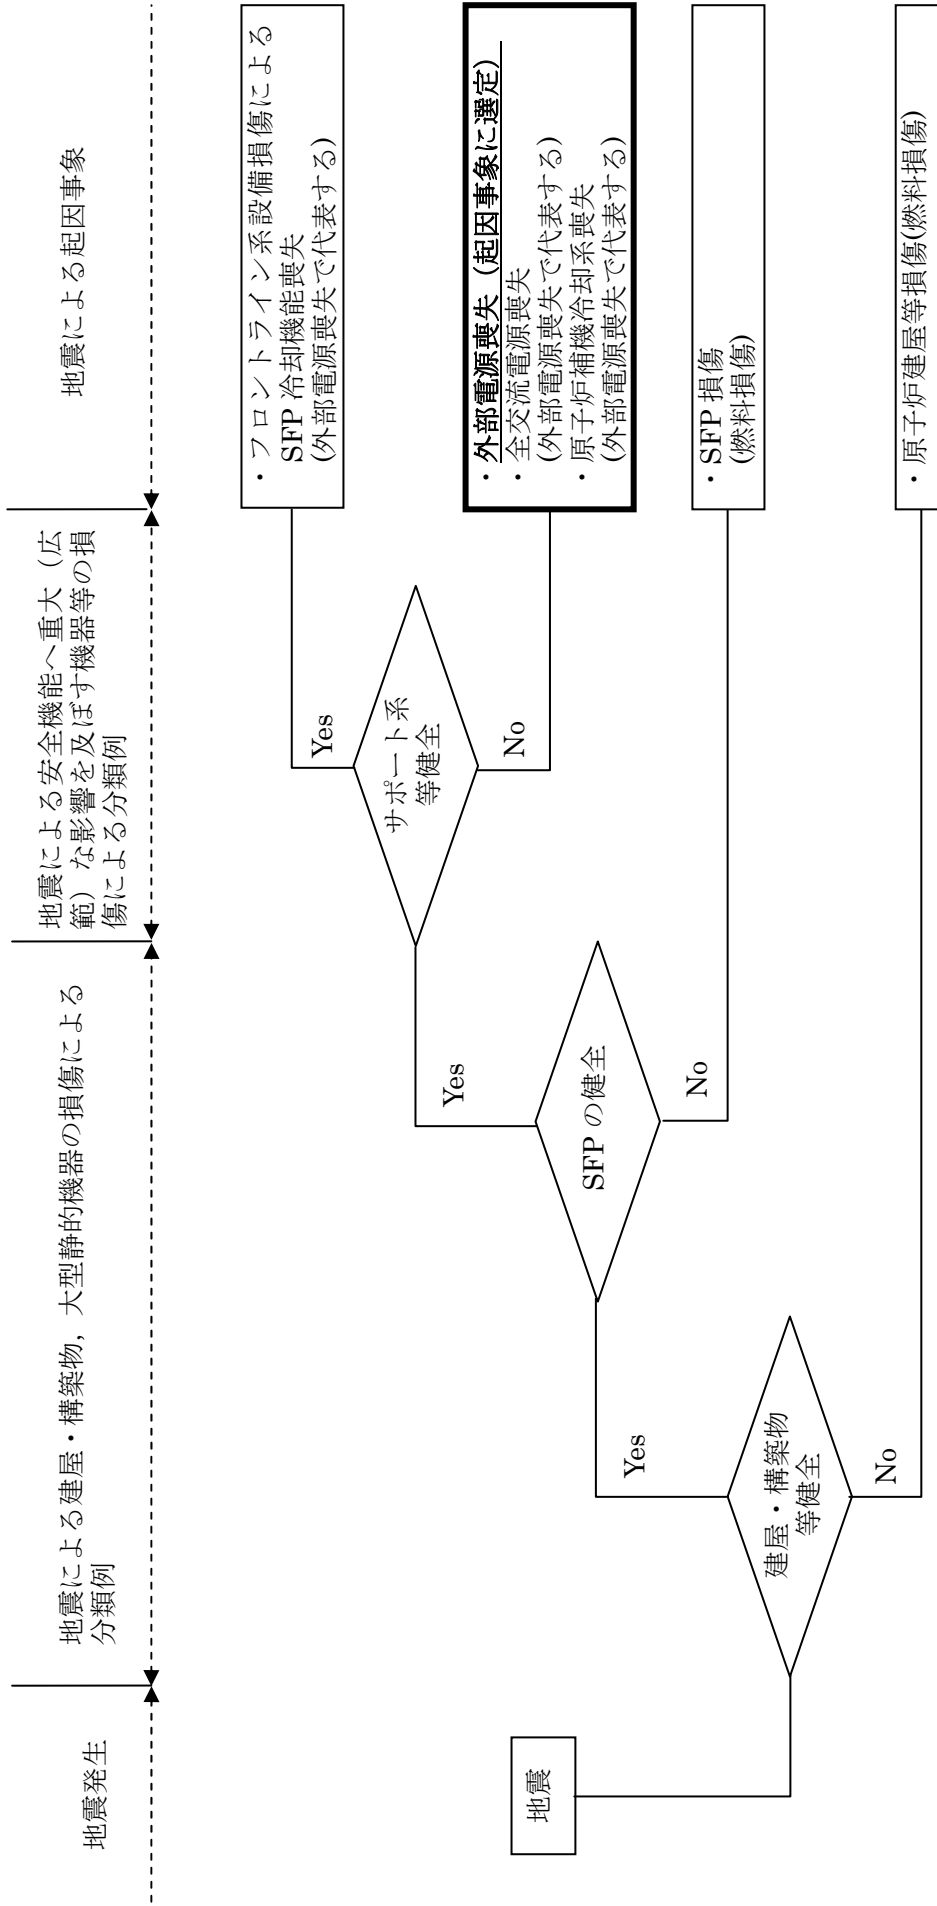 地震発生
地震による建屋・構築物，大型静的機器の損傷による
分類例
地震による安全機能へ重大（広
範）な影響を及ぼす機器等の損
傷による分類例
地震による起因事象
地震
建屋・構築物
等健全
Yes
No
SFP の健全
Yes
No
サポート系
等健全
Yes
No
・フロントライン系設備損傷による
SFP 冷却機能喪失
(外部電源喪失で代表する)
・外部電源喪失（起因事象に選定）
・全交流電源喪失
(外部電源喪失で代表する)
・原子炉補機冷却系喪失
(外部電源喪失で代表する)
・SFP 損傷
(燃料損傷)
・原子炉建屋等損傷(燃料損傷)